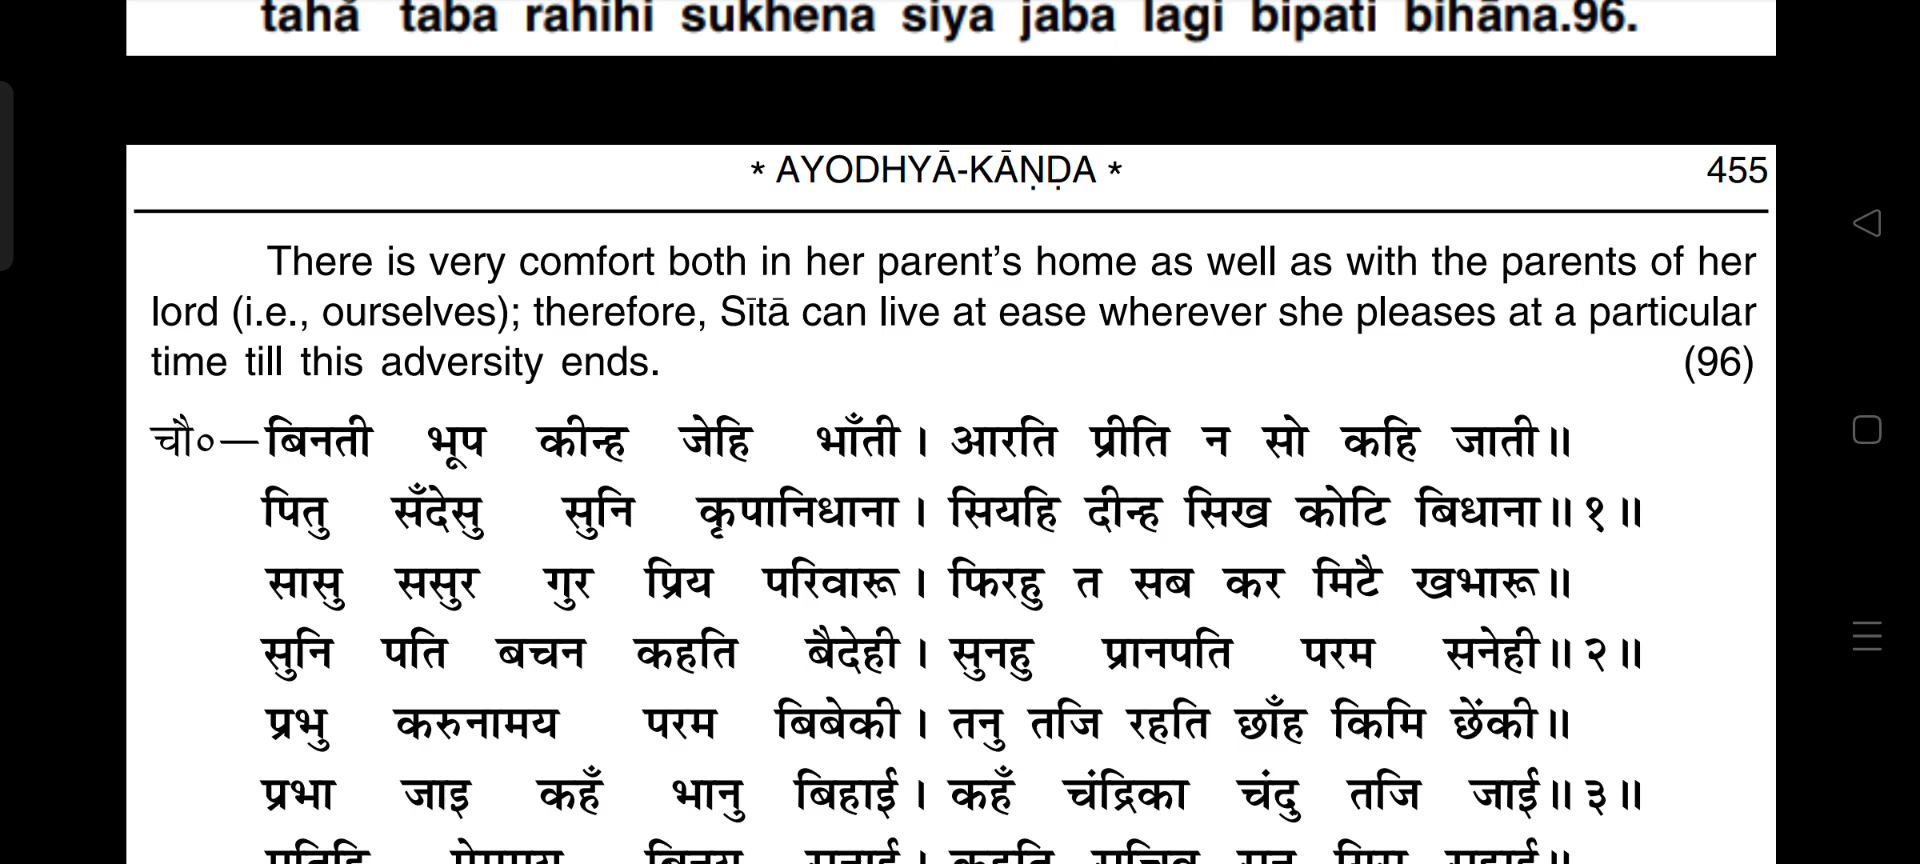 tahã taba rahihi sukhena siya jaba lagi bipati bihāna.96.
* AYODHYĀ-KĀṆḌA * 455
There is very comfort both in her parent’s home as well as with the parents of her
lord (i.e., ourselves); therefore, Sītā can live at ease wherever she pleases at a particular
time till this adversity ends. (96)
चौ०—बिनती भूप कीन्ह जेहि भाँती। आरति प्रीति न सो कहि जाती॥
पितु सँदेसु सुनि कृपानिधाना। सियहि दीन्ह सिख कोटि बिधाना॥ १॥
सासु ससुर गुर प्रिय परिवारू। फिरहु त सब कर मिटै खभारू॥
सुनि पति बचन कहति बैदेही। सुनहु प्रानपति परम सनेही॥ २॥
प्रभु करुनामय परम बिबेकी। तनु तजि रहति छाँह किमि छेंकी॥
प्रभा जाइ कहँ भानु बिहाई। कहँ चंद्रिका चंदु तजि जाई॥ ३॥